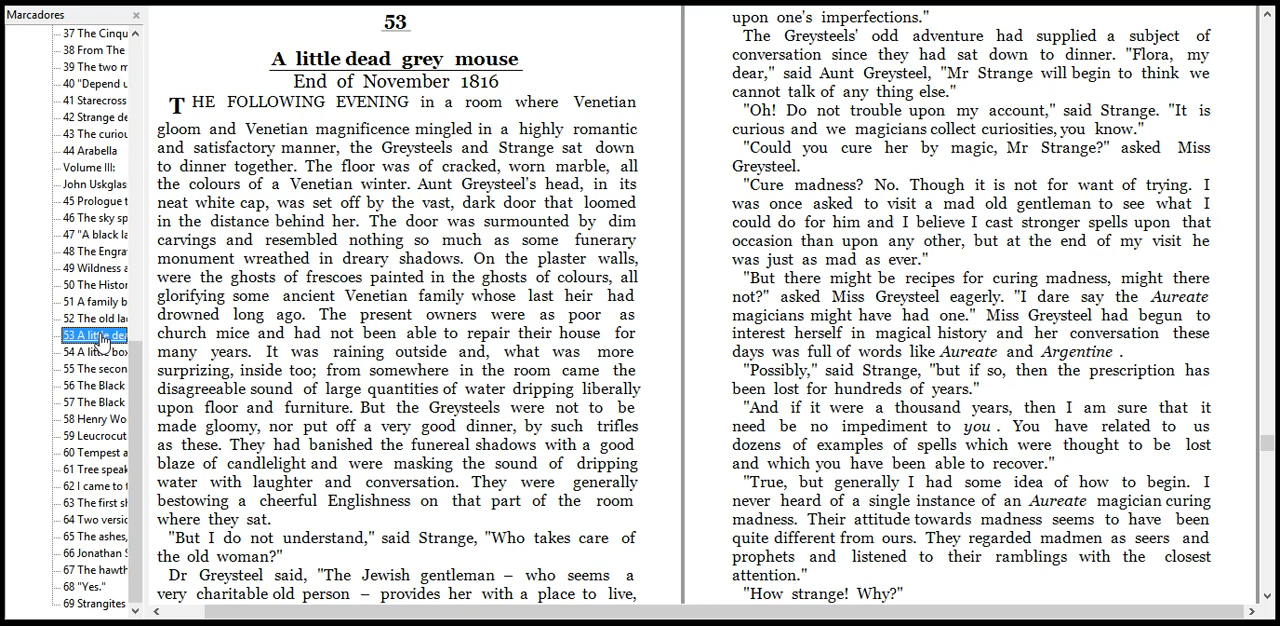 Marcadores
37 The Cinq
38 From The
39 The two m
40 "Depend u
41 Starecross
42 Strange de
43 The curiou
44 Arabella
Volume III:
John Uskglas
45 Prologue t
46 The sky sp
47 "A black la
48 The Engra
49 Wildness a
50 The Histor
51 A family b
52 The old la
53 A little dea
54 A little box
55 The secon
56 The Black
57 The Black
58 Henry Wo
59 Leucrocut
60 Tempest a
61 Tree speak
62 I came to t
63 The first sh
64 Two versio
65 The ashes,
66 Jonathan S
67 The hawth
68 "Yes."
69 Strangites
53
A little dead grey mouse
End of November 1816
THE FOLLOWING EVENING in a room where Venetian
gloom and Venetian magnificence mingled in a highly romantic
and satisfactory manner, the Greysteels and Strange sat down
to dinner together. The floor was of cracked, worn marble, all
the colours of a Venetian winter. Aunt Greysteel's head, in its
neat white cap, was set off by the vast, dark door that loomed
in the distance behind her. The door was surmounted by dim
carvings and resembled nothing so much as some funerary
monument wreathed in dreary shadows. On the plaster walls,
were the ghosts of frescoes painted in the ghosts of colours, all
glorifying some ancient Venetian family whose last heir had
drowned long ago. The present owners were as poor as
church mice and had not been able to repair their house for
many years. It was raining outside and, what was more
surprizing, inside too; from somewhere in the room came the
disagreeable sound of large quantities of water dripping liberally
upon floor and furniture. But the Greysteels were not to be
made gloomy, nor put off a very good dinner, by such trifles
as these. They had banished the funereal shadows with a good
blaze of candlelight and were masking the sound of dripping
water with laughter and conversation. They were generally
bestowing a cheerful Englishness on that part of the room
where they sat.
"But I do not understand," said Strange, "Who takes care of
the old woman?"
Dr Greysteel said, "The Jewish gentleman – who seems a
very charitable old person – provides her with a place to live,
upon one's imperfections."
The Greysteels' odd adventure had supplied a subject of
conversation since they had sat down to dinner. "Flora, my
dear," said Aunt Greysteel, "Mr Strange will begin to think we
cannot talk of any thing else."
"Oh! Do not trouble upon my account," said Strange. "It is
curious and we magicians collect curiosities, you know."
"Could you cure her by magic, Mr Strange?" asked Miss
Greysteel.
"Cure madness? No. Though it is not for want of trying. I
was once asked to visit a mad old gentleman to see what I
could do for him and I believe I cast stronger spells upon that
occasion than upon any other, but at the end of my visit he
was just as mad as ever."
"But there might be recipes for curing madness, might there
not?" asked Miss Greysteel eagerly. "I dare say the Aureate
magicians might have had one." Miss Greysteel had begun to
interest herself in magical history and her conversation these
days was full of words like Aureate and Argentine .
"Possibly," said Strange, "but if so, then the prescription has
been lost for hundreds of years."
"And if it were a thousand years, then I am sure that it
need be no impediment to you . You have related to us
dozens of examples of spells which were thought to be lost
and which you have been able to recover."
"True, but generally I had some idea of how to begin. I
never heard of a single instance of an Aureate magician curing
madness. Their attitude towards madness seems to have been
quite different from ours. They regarded madmen as seers and
prophets and listened to their ramblings with the closest
attention."
"How strange! Why?"